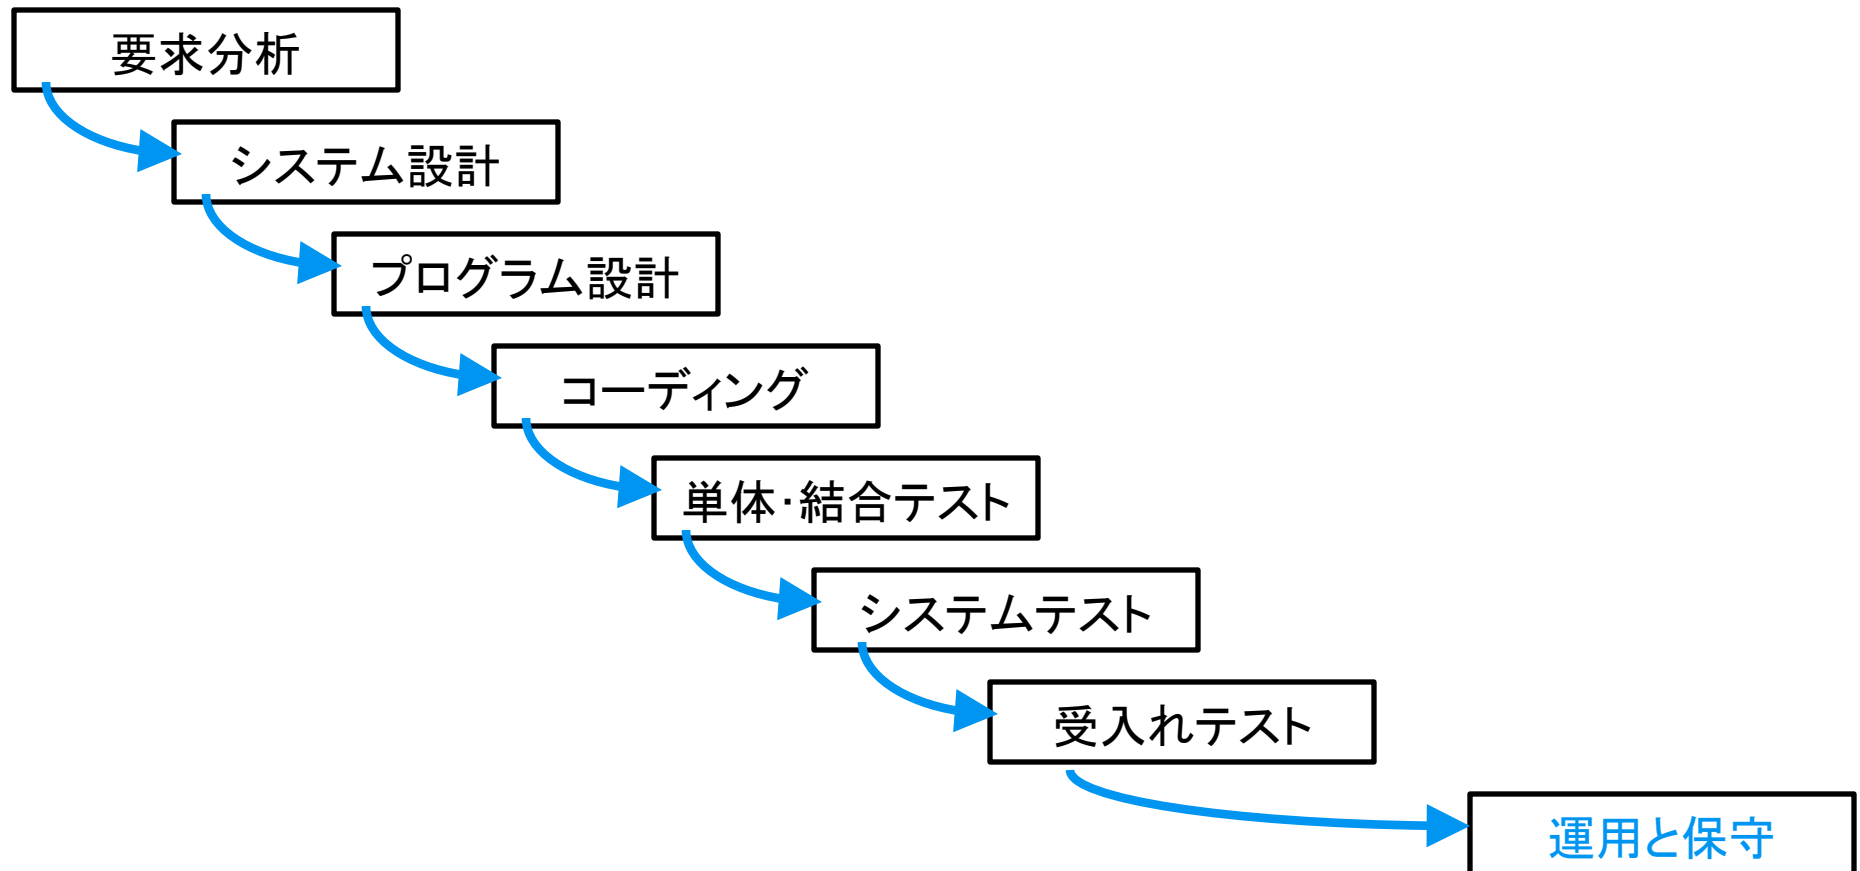 要求分析
システム設計
プログラム設計
コーディング
単体・結合テスト
システムテスト
受入れテスト
運用と保守